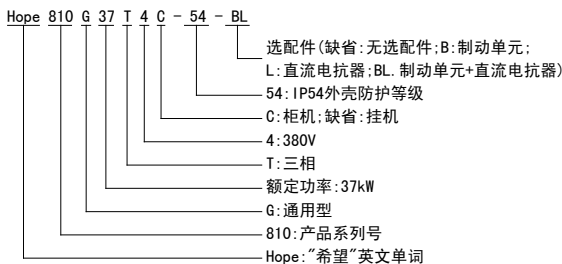 Hope 810 G 37 T 4 C - 54 - BL
选配件(缺省:无选配件;B:制动单元;
L:直流电抗器;BL.制动单元+直流电抗器)
54:IP54外壳防护等级
C:柜机;缺省:挂机
4:380V
T:三相
额定功率:37kW
G:通用型
810:产品系列号
Hope:"希望"英文单词